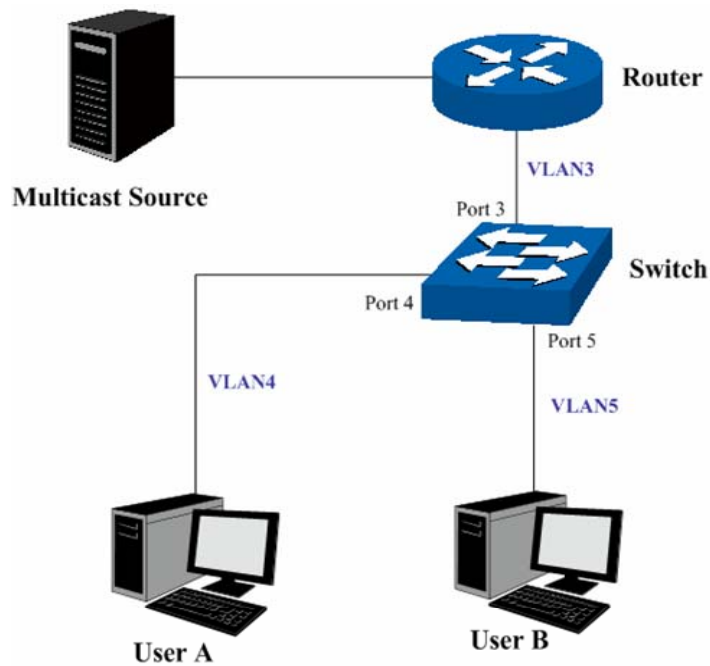 Router
VLAN3
Multicast Source
Port 3
Switch
Port 4
Port 5
VLAN4
VLAN5
User A
User B